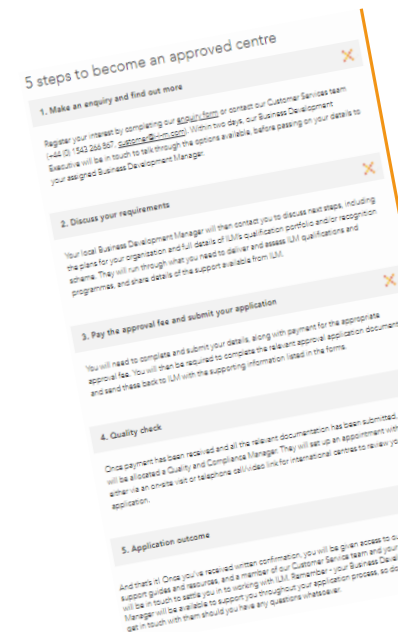 5 steps to become an approved centre
1. Make an enquiry and find out more
Register your interest by completing our enquiry form or contact our Customer Services team
(+44 (0) 1543 266 867, customer@i-l-m.com). Within two days, our Business Development
Executive will be in touch to talk through the options available, before passing on your details to
your assigned Business Development Manager.
2. Discuss your requirements
Your local Business Development Manager will then contact you to discuss next steps, including
the plans for your organisation and full details of ILM's qualification portfolio and/or recognition
scheme. They will run through what you need to deliver and assess ILM qualifications and
programmes, and share details of the support available from ILM.
3. Pay the approval fee and submit your application
You will need to complete and submit your details, along with payment for the appropriate
approval fee. You will then be required to complete the relevant approval application document
and send these back to ILM with the supporting information listed in the forms.
4. Quality check
Once payment has been received and all the relevant documentation has been submitted,
will be allocated a Quality and Compliance Manager. They will set up an appointment with
either via an on-site visit or telephone call/video link for international centres to review yo
application.
5. Application outcome
And that's it! Once you've received written confirmation, you will be given access to ou
support guides and resources, and a member of our Customer Service team and your
will be in touch to settle you in to working with ILM. Remember - your Business Devel
Manager will be available to support you throughout your application process, so do
get in touch with them should you have any questions whatsoever.